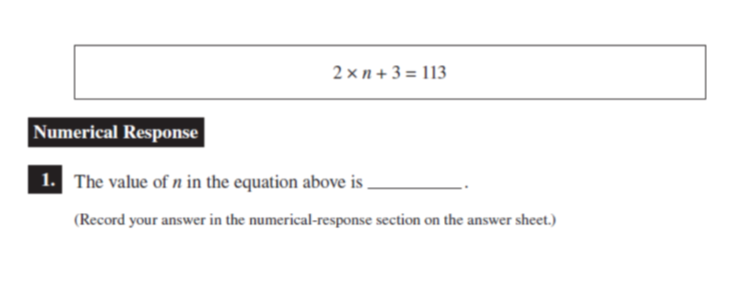 2 × n + 3 = 113
Numerical Response
1. The value of n in the equation above is __________.
(Record your answer in the numerical-response section on the answer sheet.)